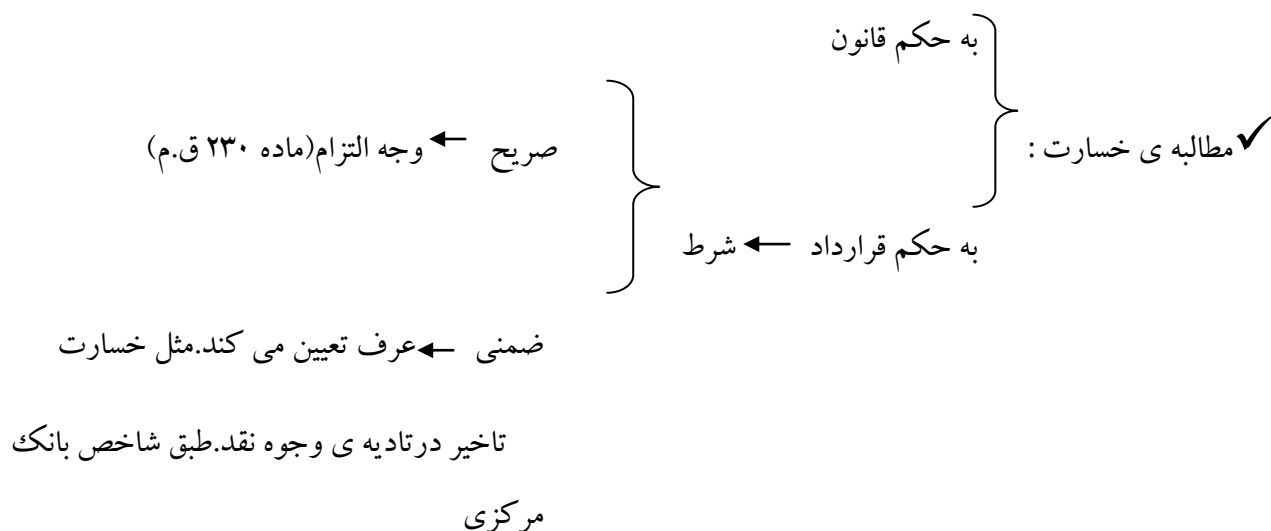 به حکم قانون
✓مطالبه ی خسارت :
صریح ← وجه التزام(ماده ۲۳۰ ق.م)
به حکم قرارداد ← شرط
ضمنی ← عرف تعیین می کند.مثل خسارت
تاخیر درتادیه ی وجوه نقد.طبق شاخص بانک
مرکزی